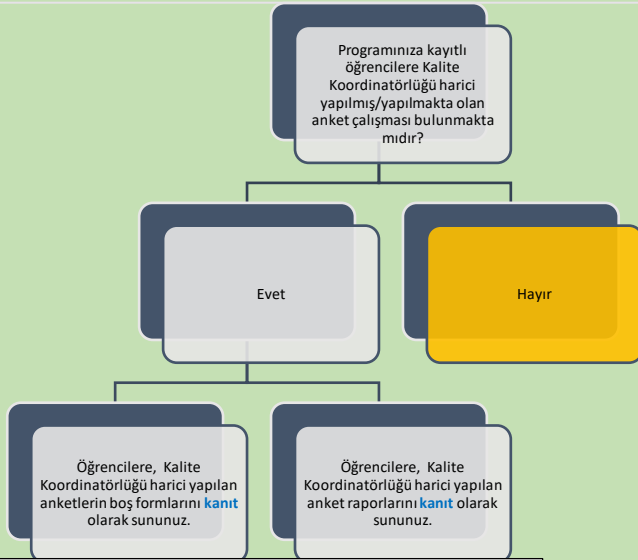 Programınıza kayıtlı
öğrencilere Kalite
Koordinatörlüğü harici
yapılmış/yapılmakta olan
anket çalışması bulunmakta
mıdır?
Evet
Hayır
Öğrencilere, Kalite
Koordinatörlüğü harici yapılan
anketlerin boş formlarını kanıt
olarak sununuz.
Öğrencilere, Kalite
Koordinatörlüğü harici yapılan
anket raporlarını kanıt olarak
sununuz.